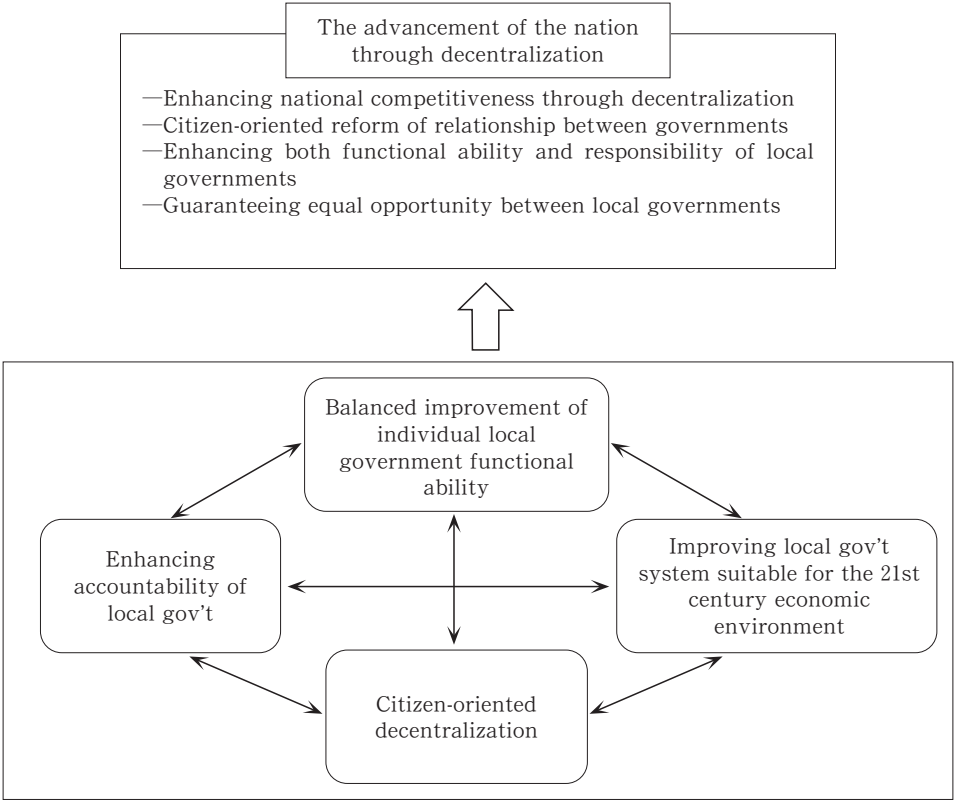 The advancement of the nation
through decentralization
—Enhancing national competitiveness through decentralization
—Citizen-oriented reform of relationship between governments
—Enhancing both functional ability and responsibility of local
governments
—Guaranteeing equal opportunity between local governments
Balanced improvement of
individual local
government functional
ability
Enhancing
accountability of
local gov't
Improving local gov't
system suitable for the 21st
century economic
environment
Citizen-oriented
decentralization